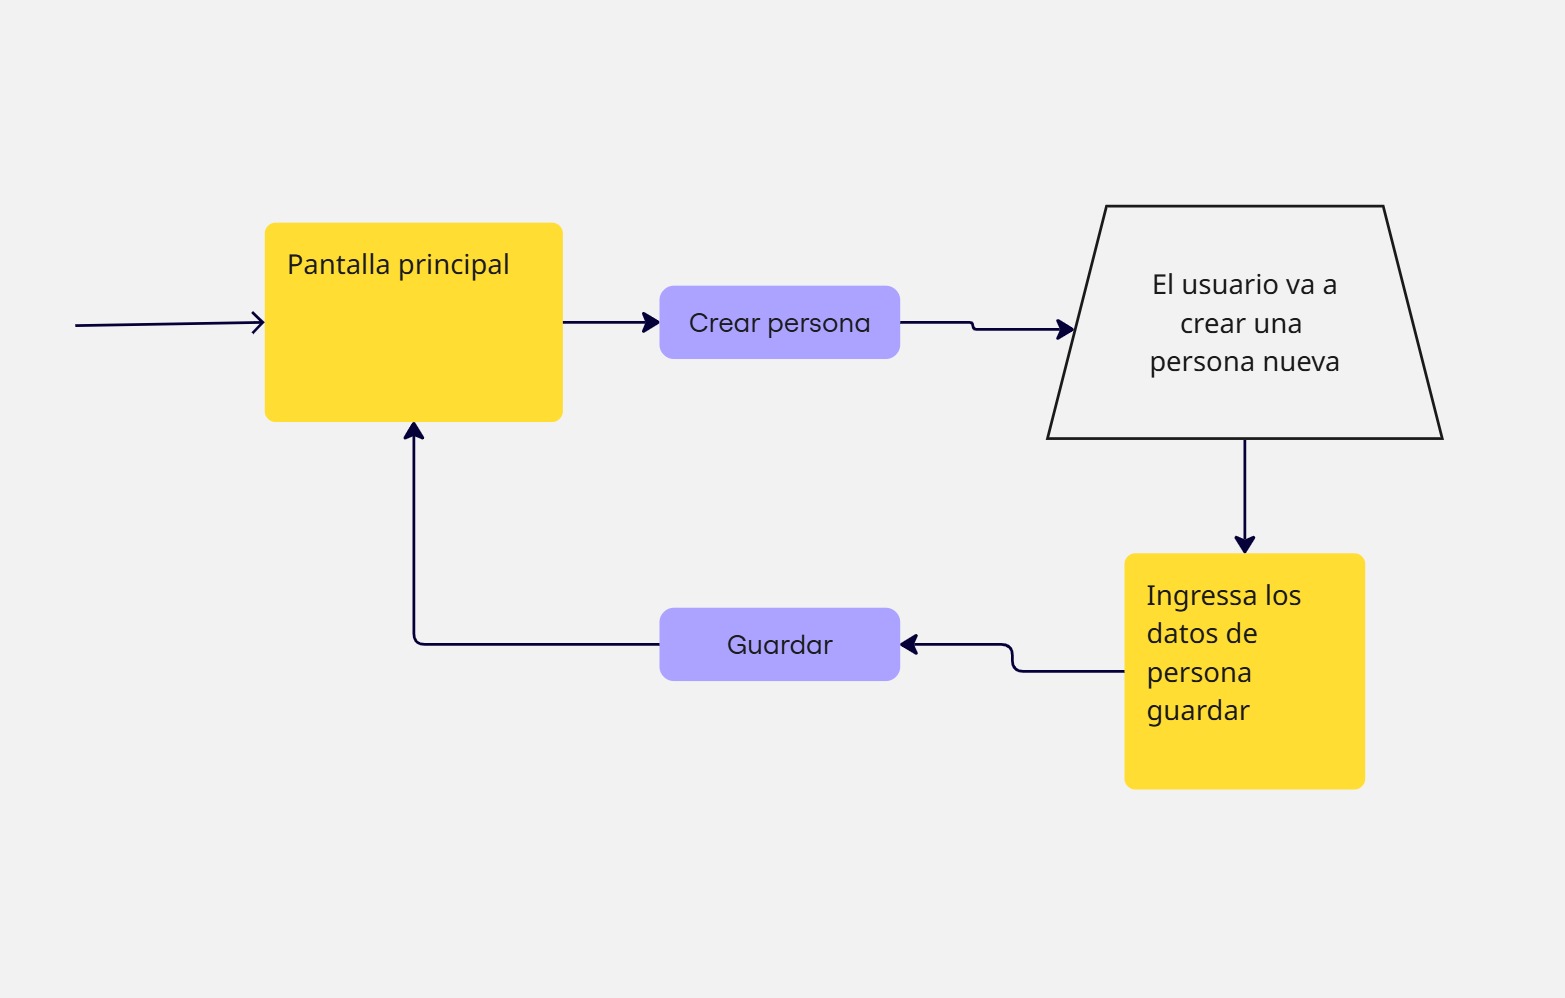 Pantalla principal
Crear persona
El usuario va a
crear una
persona nueva
Ingressa los
datos de
persona
guardar
Guardar